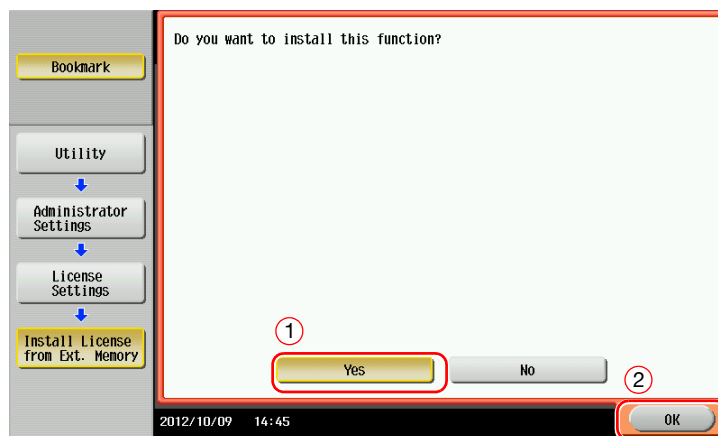 Do you want to install this function?
Bookmark
Utility
Administrator
Settings
License
Settings
Install License
from Ext. Memory
1
Yes
No
2
2012/10/09 14:45
OK